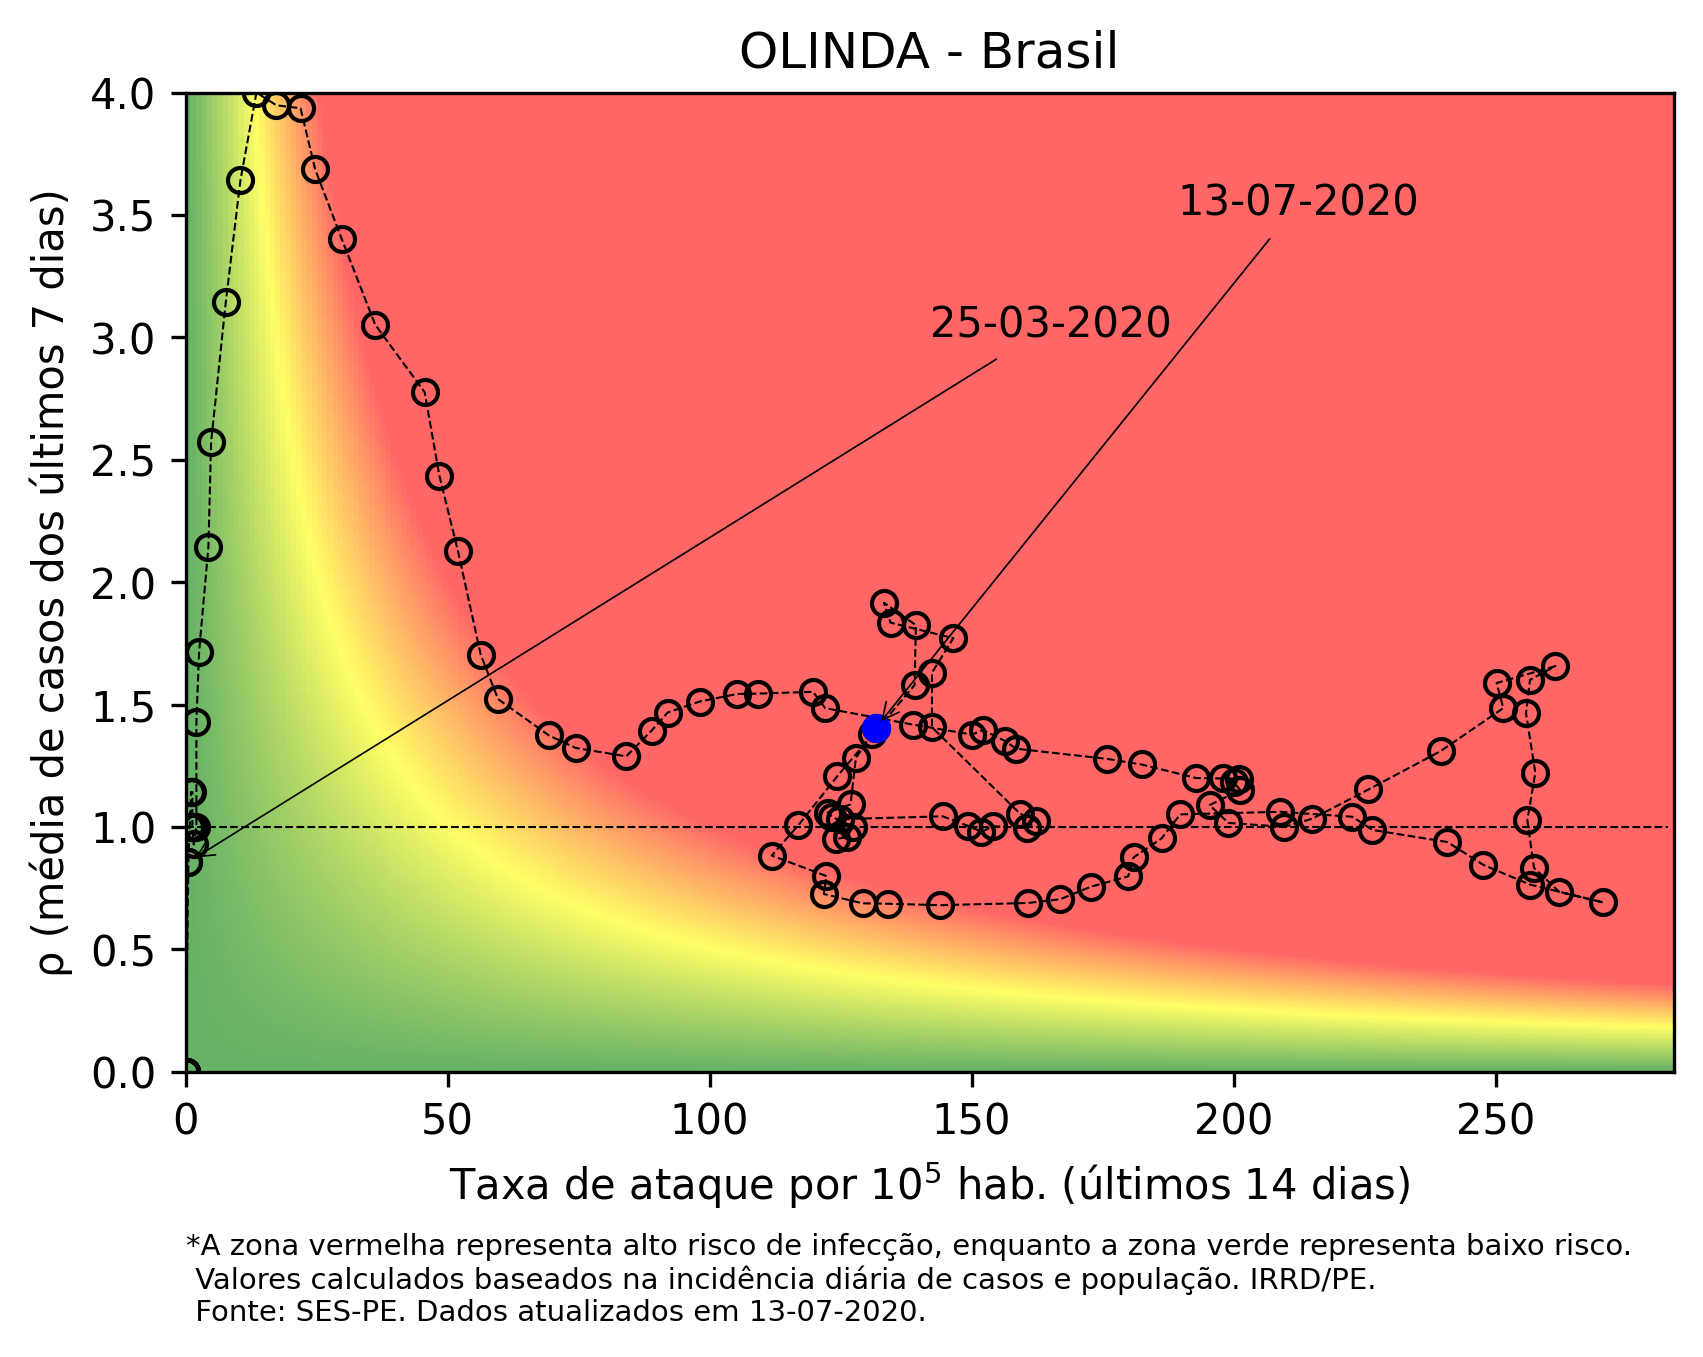 OLINDA - Brasil
4.0
3.5
3.0
2.5
2.0
1.5
1.0
0.5
0.0
ρ (média de casos dos últimos 7 dias)
13-07-2020
25-03-2020
0 50 100 150 200 250
Taxa de ataque por 10⁵ hab. (últimos 14 dias)
*A zona vermelha representa alto risco de infecção, enquanto a zona verde representa baixo risco.
Valores calculados baseados na incidência diária de casos e população. IRRD/PE.
Fonte: SES-PE. Dados atualizados em 13-07-2020.